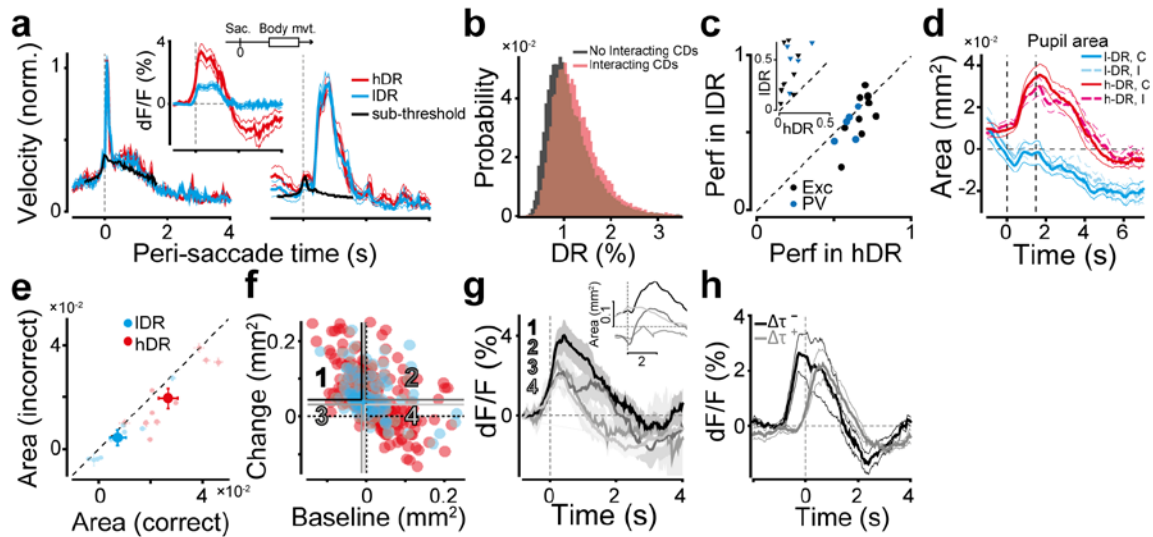 a
Velocity (norm.)
1
0
dF/F (%)
4
0
Sac.
0
Body mvt.
hDR
lDR
sub-threshold
0
2
4
Peri-saccade time (s)
b
×10⁻²
Probability
4
2
0
No Interacting CDs
Interacting CDs
1
2
3
DR (%)
c
Perf in lDR
1
0
lDR
0.5
0
0
0.5
hDR
Exc
PV
0
1
Perf in hDR
d
×10⁻²
Pupil area
l-DR, C
l-DR, I
h-DR, C
h-DR, I
Area (mm²)
4
2
0
-2
0
2
4
6
Time (s)
e
×10⁻²
Area (incorrect)
4
2
0
lDR
hDR
0
4
×10⁻²
Area (correct)
f
Change (mm²)
0.2
0
1
2
3
4
0
0.2
Baseline (mm²)
g
dF/F (%)
4
0
1
2
3
4
Area (mm²)
0.1
2
0
2
4
Time (s)
h
dF/F (%)
4
2
0
Δτ⁻
Δτ⁺
0
2
4
Time (s)